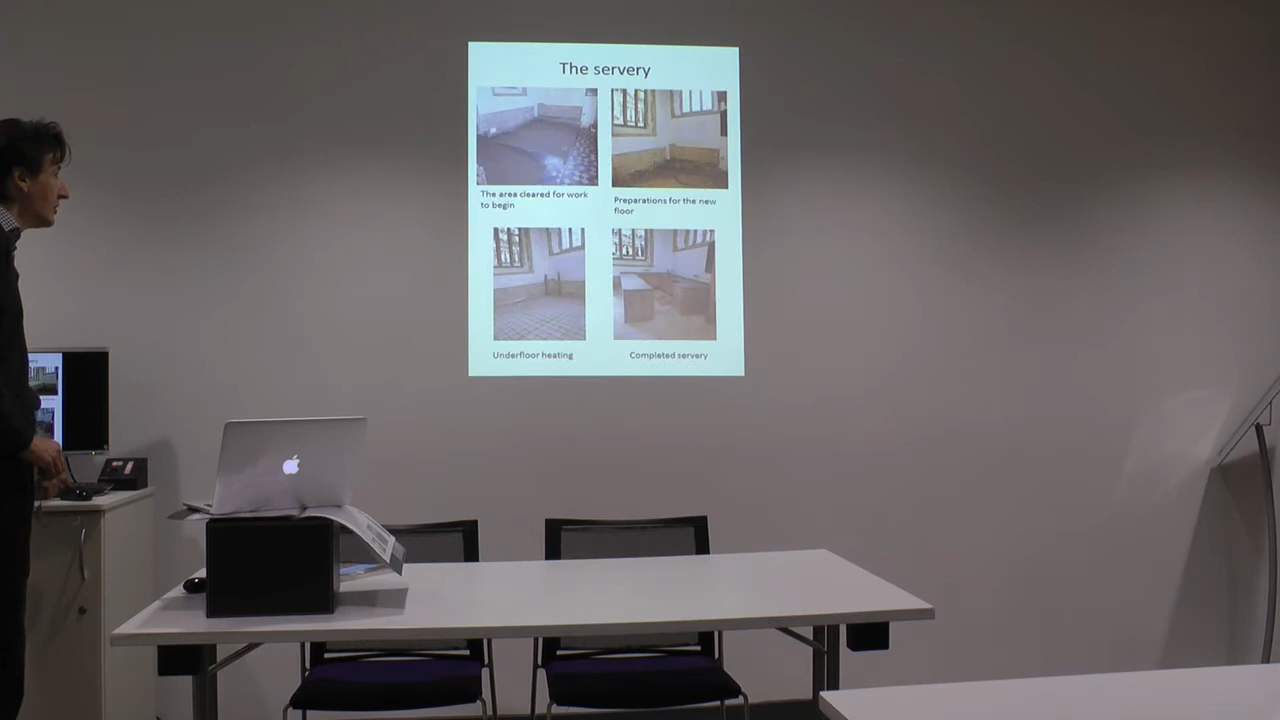 The servery
The area cleared for work
to begin
Preparations for the new
floor
Underfloor heating
Completed servery